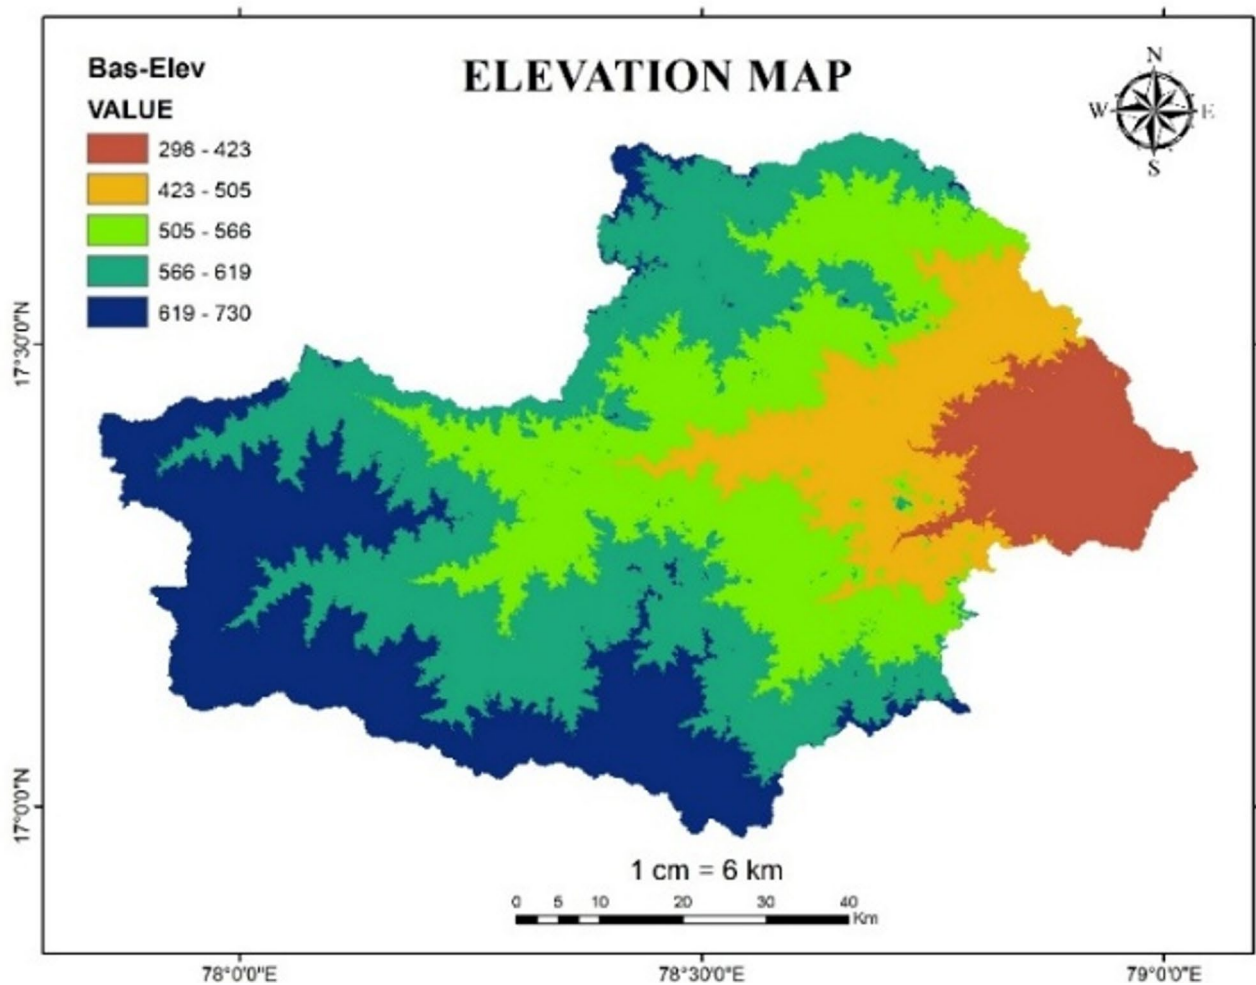 ELEVATION MAP
Bas-Elev
VALUE
298 - 423
423 - 505
505 - 566
566 - 619
619 - 730
N
W E
S
17°30'0"N
17°0'0"N
1 cm = 6 km
0 5 10 20 30 40
Km
78°0'0"E 78°30'0"E 79°0'0"E